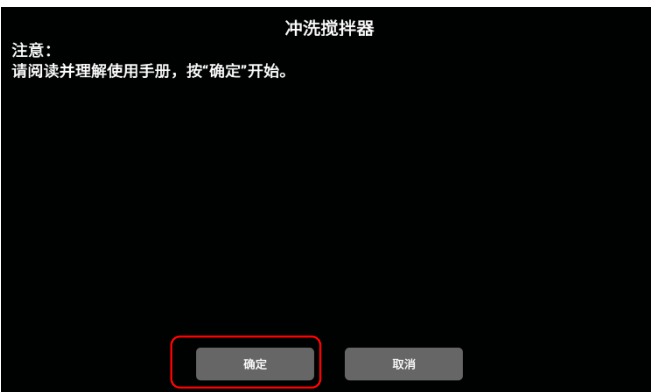 冲洗搅拌器
注意：
请阅读并理解使用手册，按“确定”开始。
确定
取消